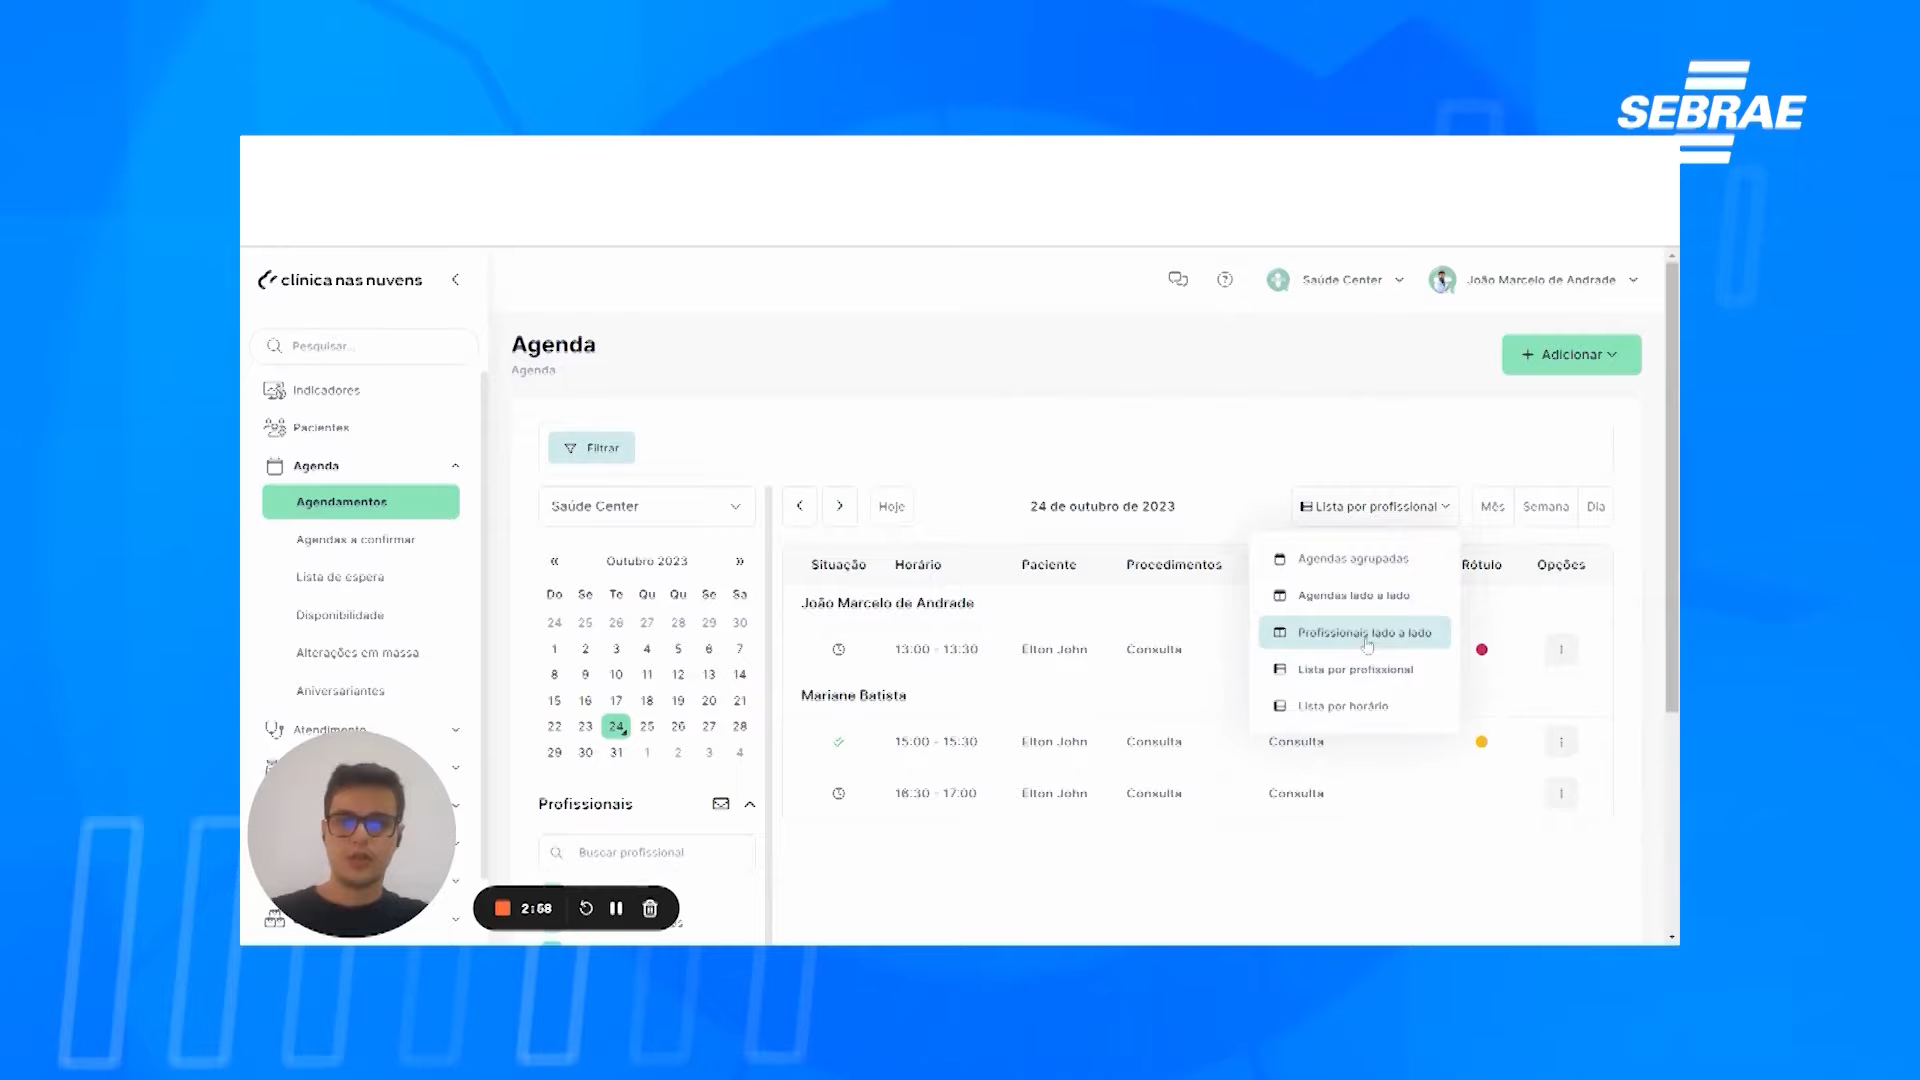 SEBRAE
clínica nas nuvens
Saúde Center
João Marcelo de Andrade
Pesquisar...
Indicadores
Pacientes
Agenda
Agendamentos
Agendas a confirmar
Lista de espera
Disponibilidade
Alterações em massa
Aniversariantes
Atendimento
Agenda
Agenda
+ Adicionar
Filtrar
Saúde Center
Hoje
24 de outubro de 2023
Lista por profissional
Mês
Semana
Dia
« Outubro 2023 »
Do Se Te Qu Qu Se Sa
24 25 26 27 28 29 30
1 2 3 4 5 6 7
8 9 10 11 12 13 14
15 16 17 18 19 20 21
22 23 24 25 26 27 28
29 30 31 1 2 3 4
Profissionais
Buscar profissional
Situação Horário Paciente Procedimentos Rótulo Opções
João Marcelo de Andrade
13:00 - 13:30 Elton John Consulta
Mariane Batista
15:00 - 15:30 Elton John Consulta Consulta
16:30 - 17:00 Elton John Consulta Consulta
Agendas agrupadas
Agendas lado a lado
Profissionais lado a lado
Lista por profissional
Lista por horário
2:58